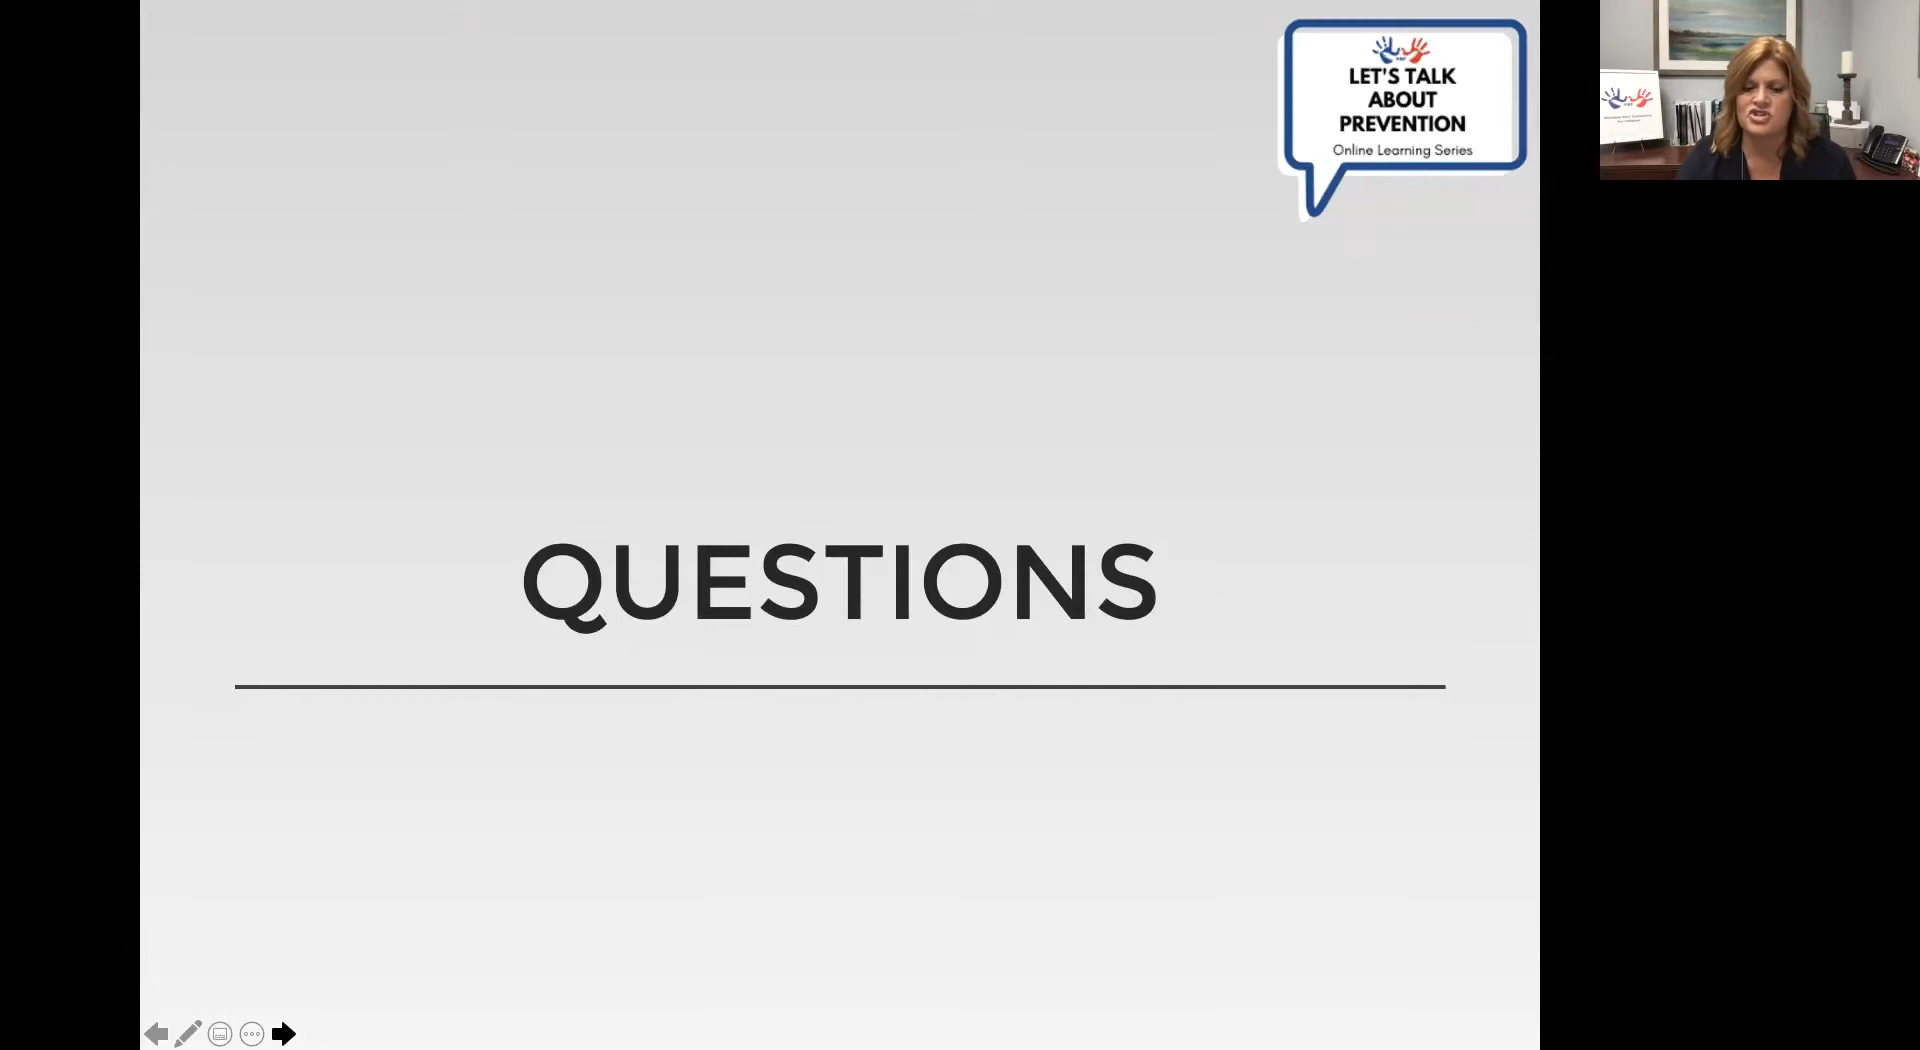 LET'S TALK
ABOUT
PREVENTION
Online Learning Series
QUESTIONS